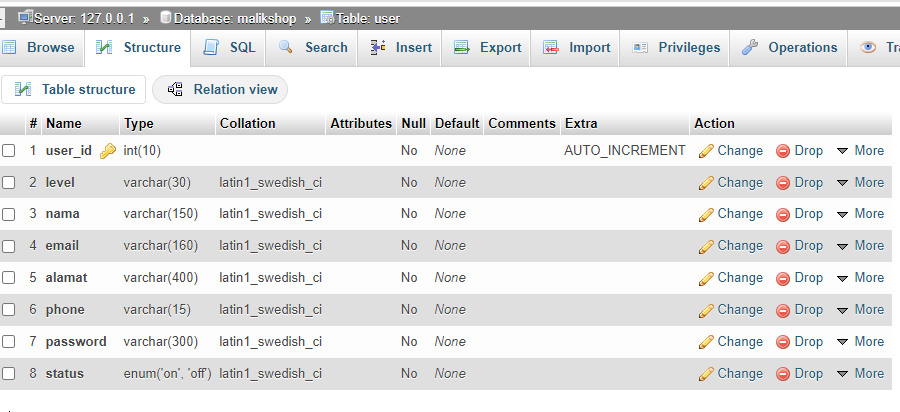 Server: 127.0.0.1 » Database: malikshop » Table: user
Browse Structure SQL Search Insert Export Import Privileges Operations Tra
Table structure Relation view
# Name Type Collation Attributes Null Default Comments Extra Action
1 user_id int(10) No None AUTO_INCREMENT Change Drop More
2 level varchar(30) latin1_swedish_ci No None Change Drop More
3 nama varchar(150) latin1_swedish_ci No None Change Drop More
4 email varchar(160) latin1_swedish_ci No None Change Drop More
5 alamat varchar(400) latin1_swedish_ci No None Change Drop More
6 phone varchar(15) latin1_swedish_ci No None Change Drop More
7 password varchar(300) latin1_swedish_ci No None Change Drop More
8 status enum('on', 'off') latin1_swedish_ci No None Change Drop More